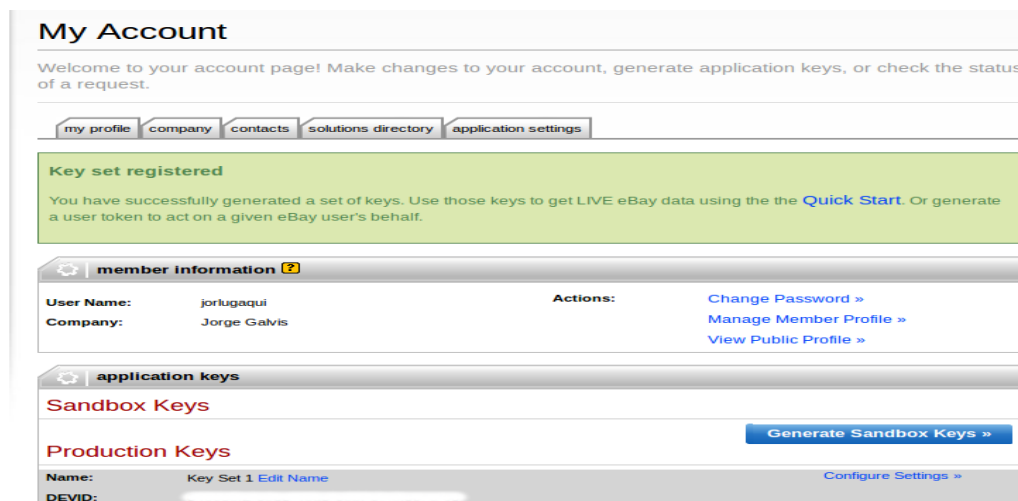 My Account
Welcome to your account page! Make changes to your account, generate application keys, or check the status
of a request.
my profile company contacts solutions directory application settings
Key set registered
You have successfully generated a set of keys. Use those keys to get LIVE eBay data using the the Quick Start. Or generate
a user token to act on a given eBay user's behalf.
member information ?
User Name: jorlugaqui Actions: Change Password »
Company: Jorge Galvis Manage Member Profile »
View Public Profile »
application keys
Sandbox Keys
Generate Sandbox Keys »
Production Keys
Name: Key Set 1 Edit Name Configure Settings »
DEVID: